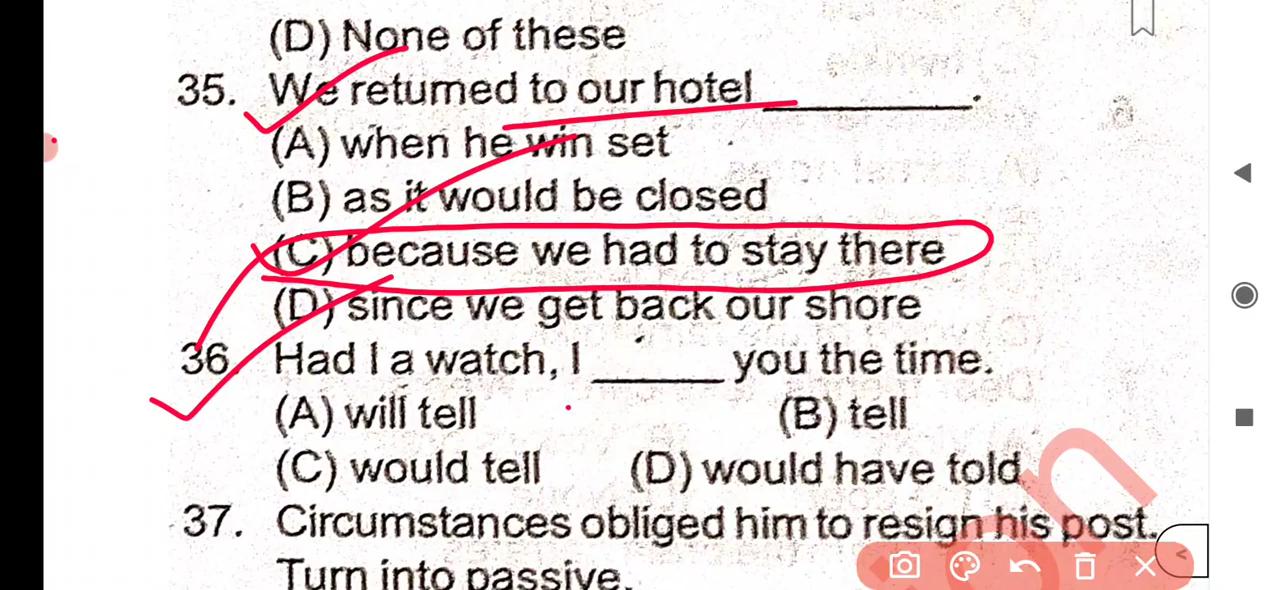 (D) None of these
35. We returned to our hotel ________.
(A) when he win set
(B) as it would be closed
(C) because we had to stay there
(D) since we get back our shore
36. Had I a watch, I ______ you the time.
(A) will tell (B) tell
(C) would tell (D) would have told
37. Circumstances obliged him to resign his post.
Turn into passive.